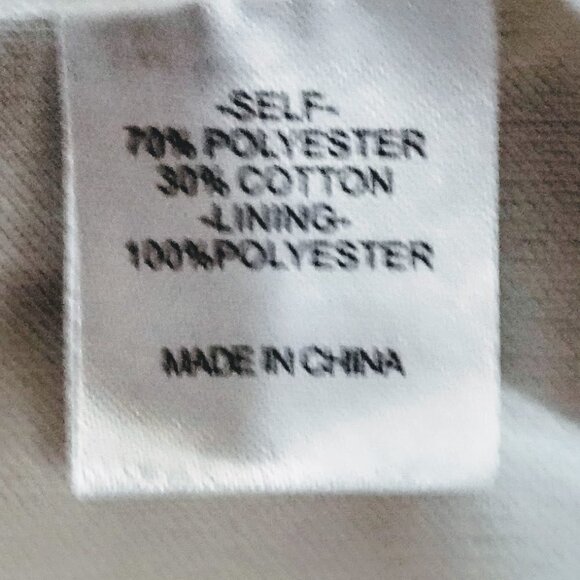 -SELF-
70% POLYESTER
30% COTTON
-LINING-
100%POLYESTER
MADE IN CHINA